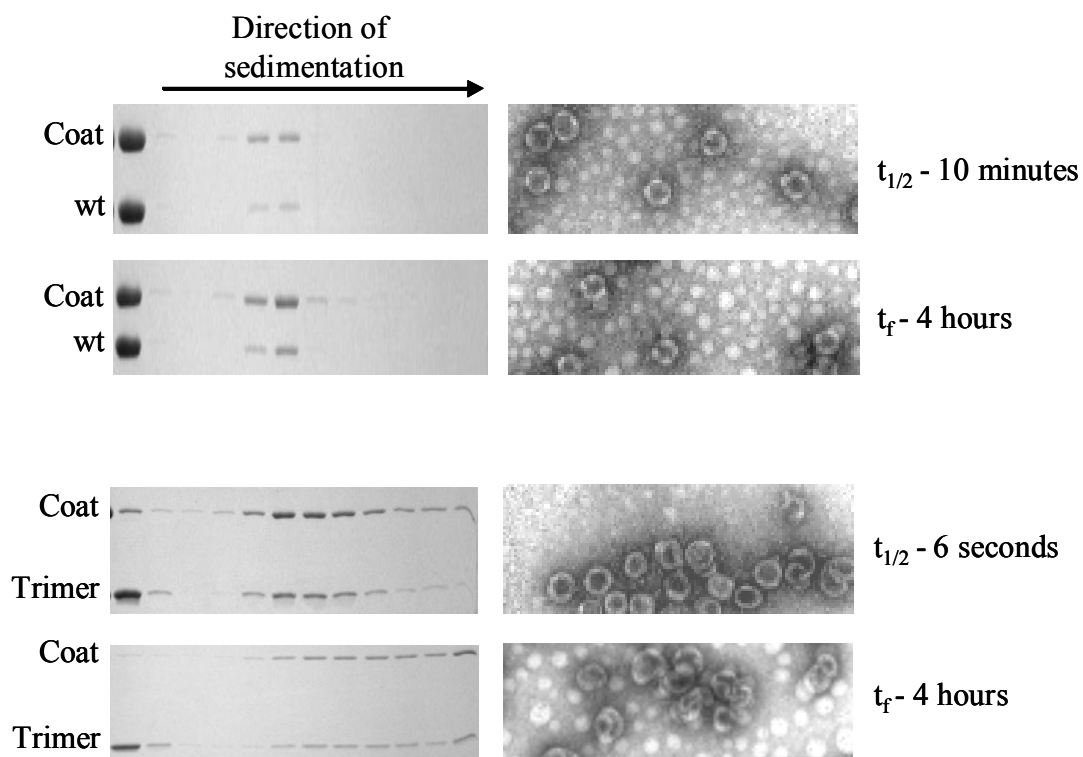 Direction of
sedimentation
Coat
wt
t1/2 - 10 minutes
Coat
wt
tf - 4 hours
Coat
Trimer
t1/2 - 6 seconds
Coat
Trimer
tf - 4 hours